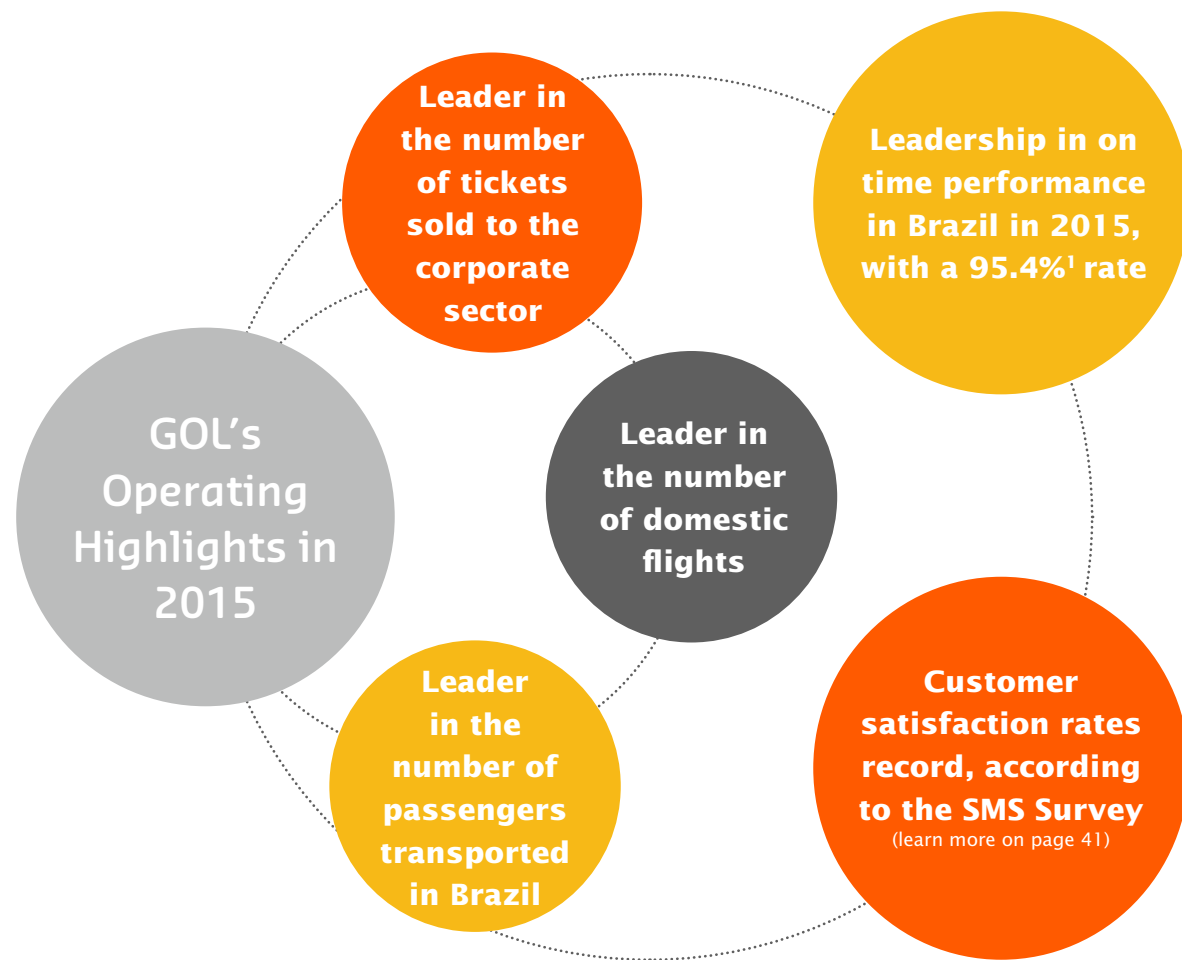 GOL's
Operating
Highlights in
2015
Leader in
the number
of tickets
sold to the
corporate
sector
Leadership in on
time performance
in Brazil in 2015,
with a 95.4%¹ rate
Leader in
the number
of domestic
flights
Leader
in the
number of
passengers
transported
in Brazil
Customer
satisfaction rates
record, according
to the SMS Survey
(learn more on page 41)